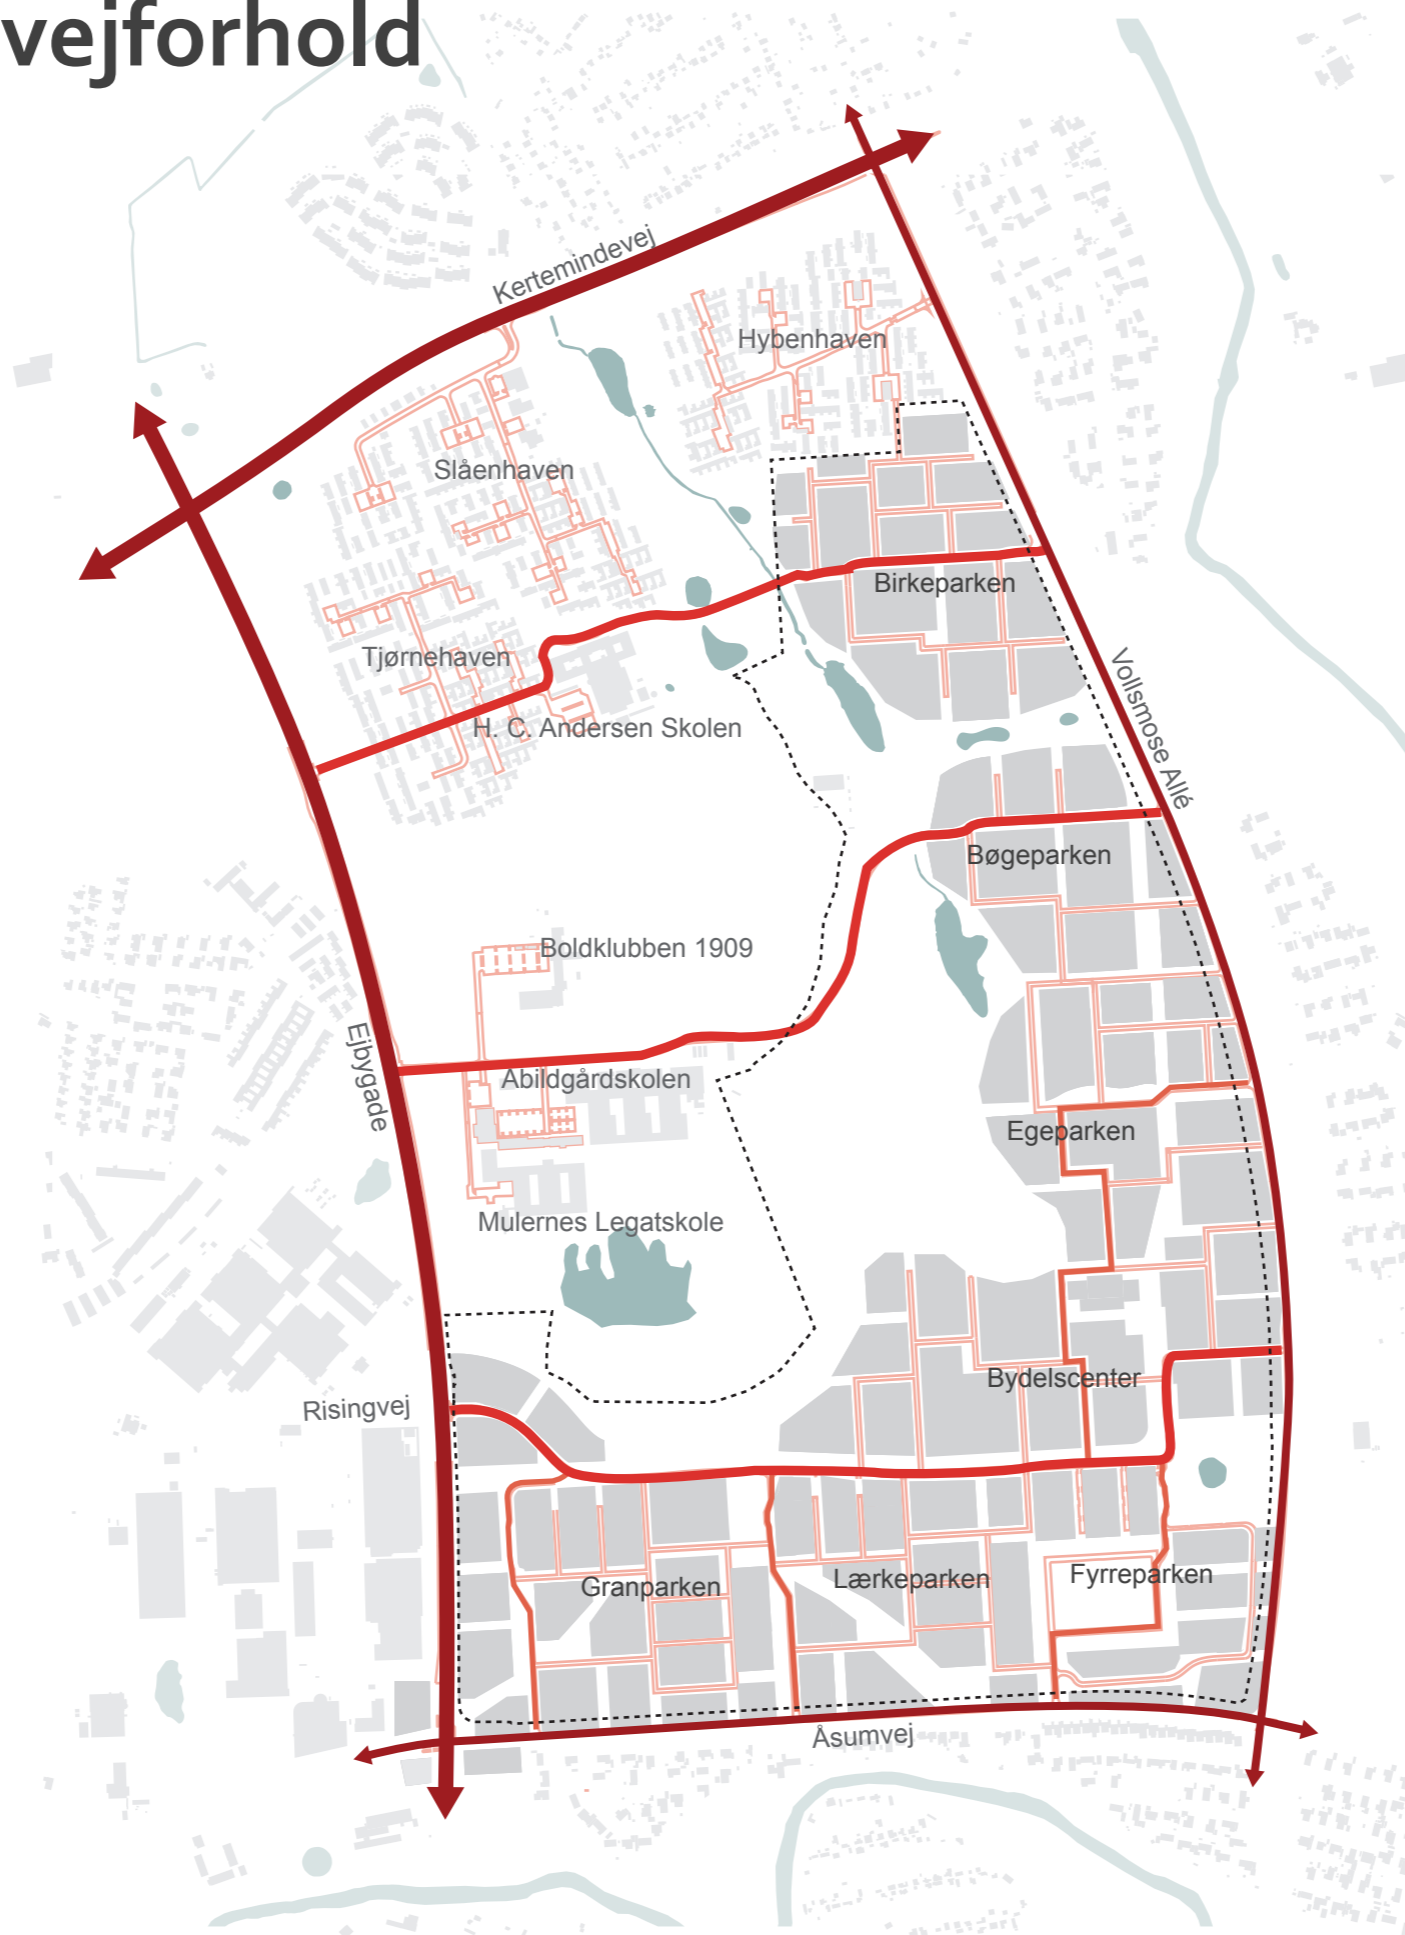 vejforhold
Kertemindevej
Hybenhaven
Slåenhaven
Birkeparken
Tjørnehaven
H. C. Andersen Skolen
Vollsmose Allé
Bøgeparken
Boldklubben 1909
Ejbygade
Abildgårdskolen
Egeparken
Mulernes Legatskole
Bydelscenter
Risingvej
Granparken
Lærkeparken
Fyrreparken
Åsumvej